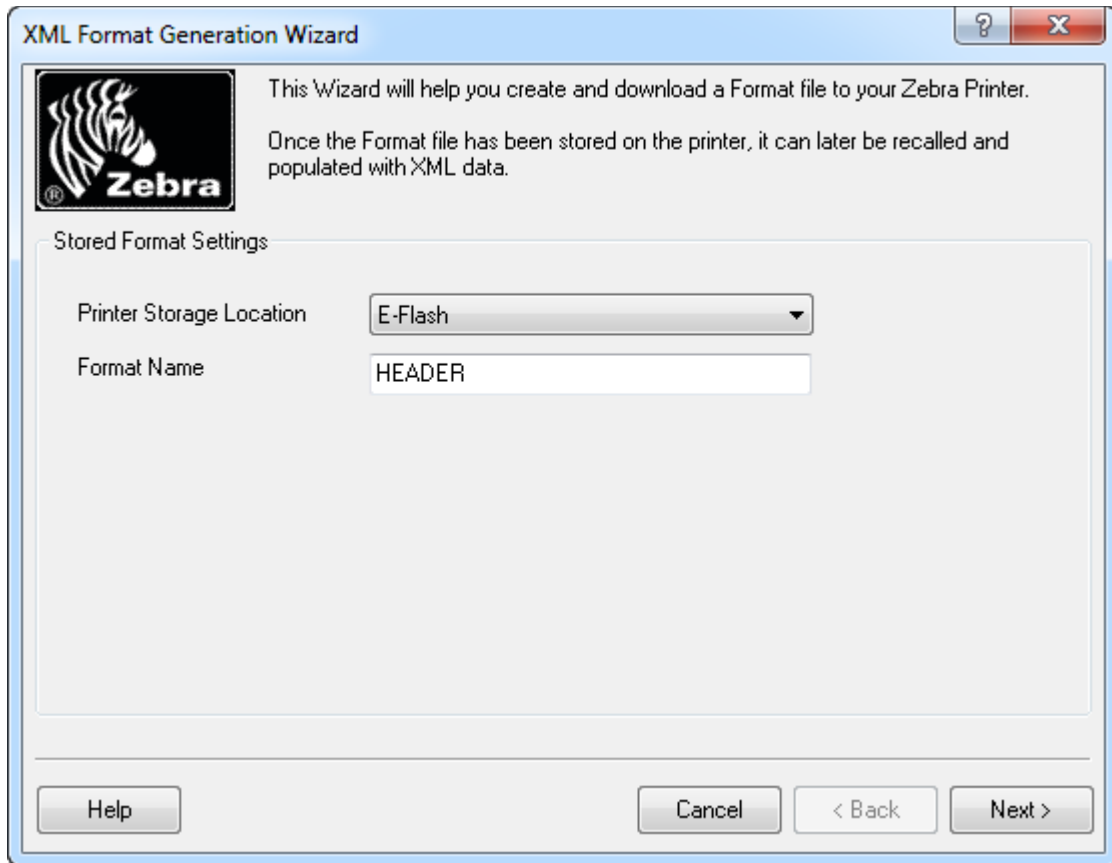 XML Format Generation Wizard
?
This Wizard will help you create and download a Format file to your Zebra Printer.
Once the Format file has been stored on the printer, it can later be recalled and
populated with XML data.
® Zebra
Stored Format Settings
Printer Storage Location
E-Flash
Format Name
HEADER
Help
Cancel
< Back
Next >